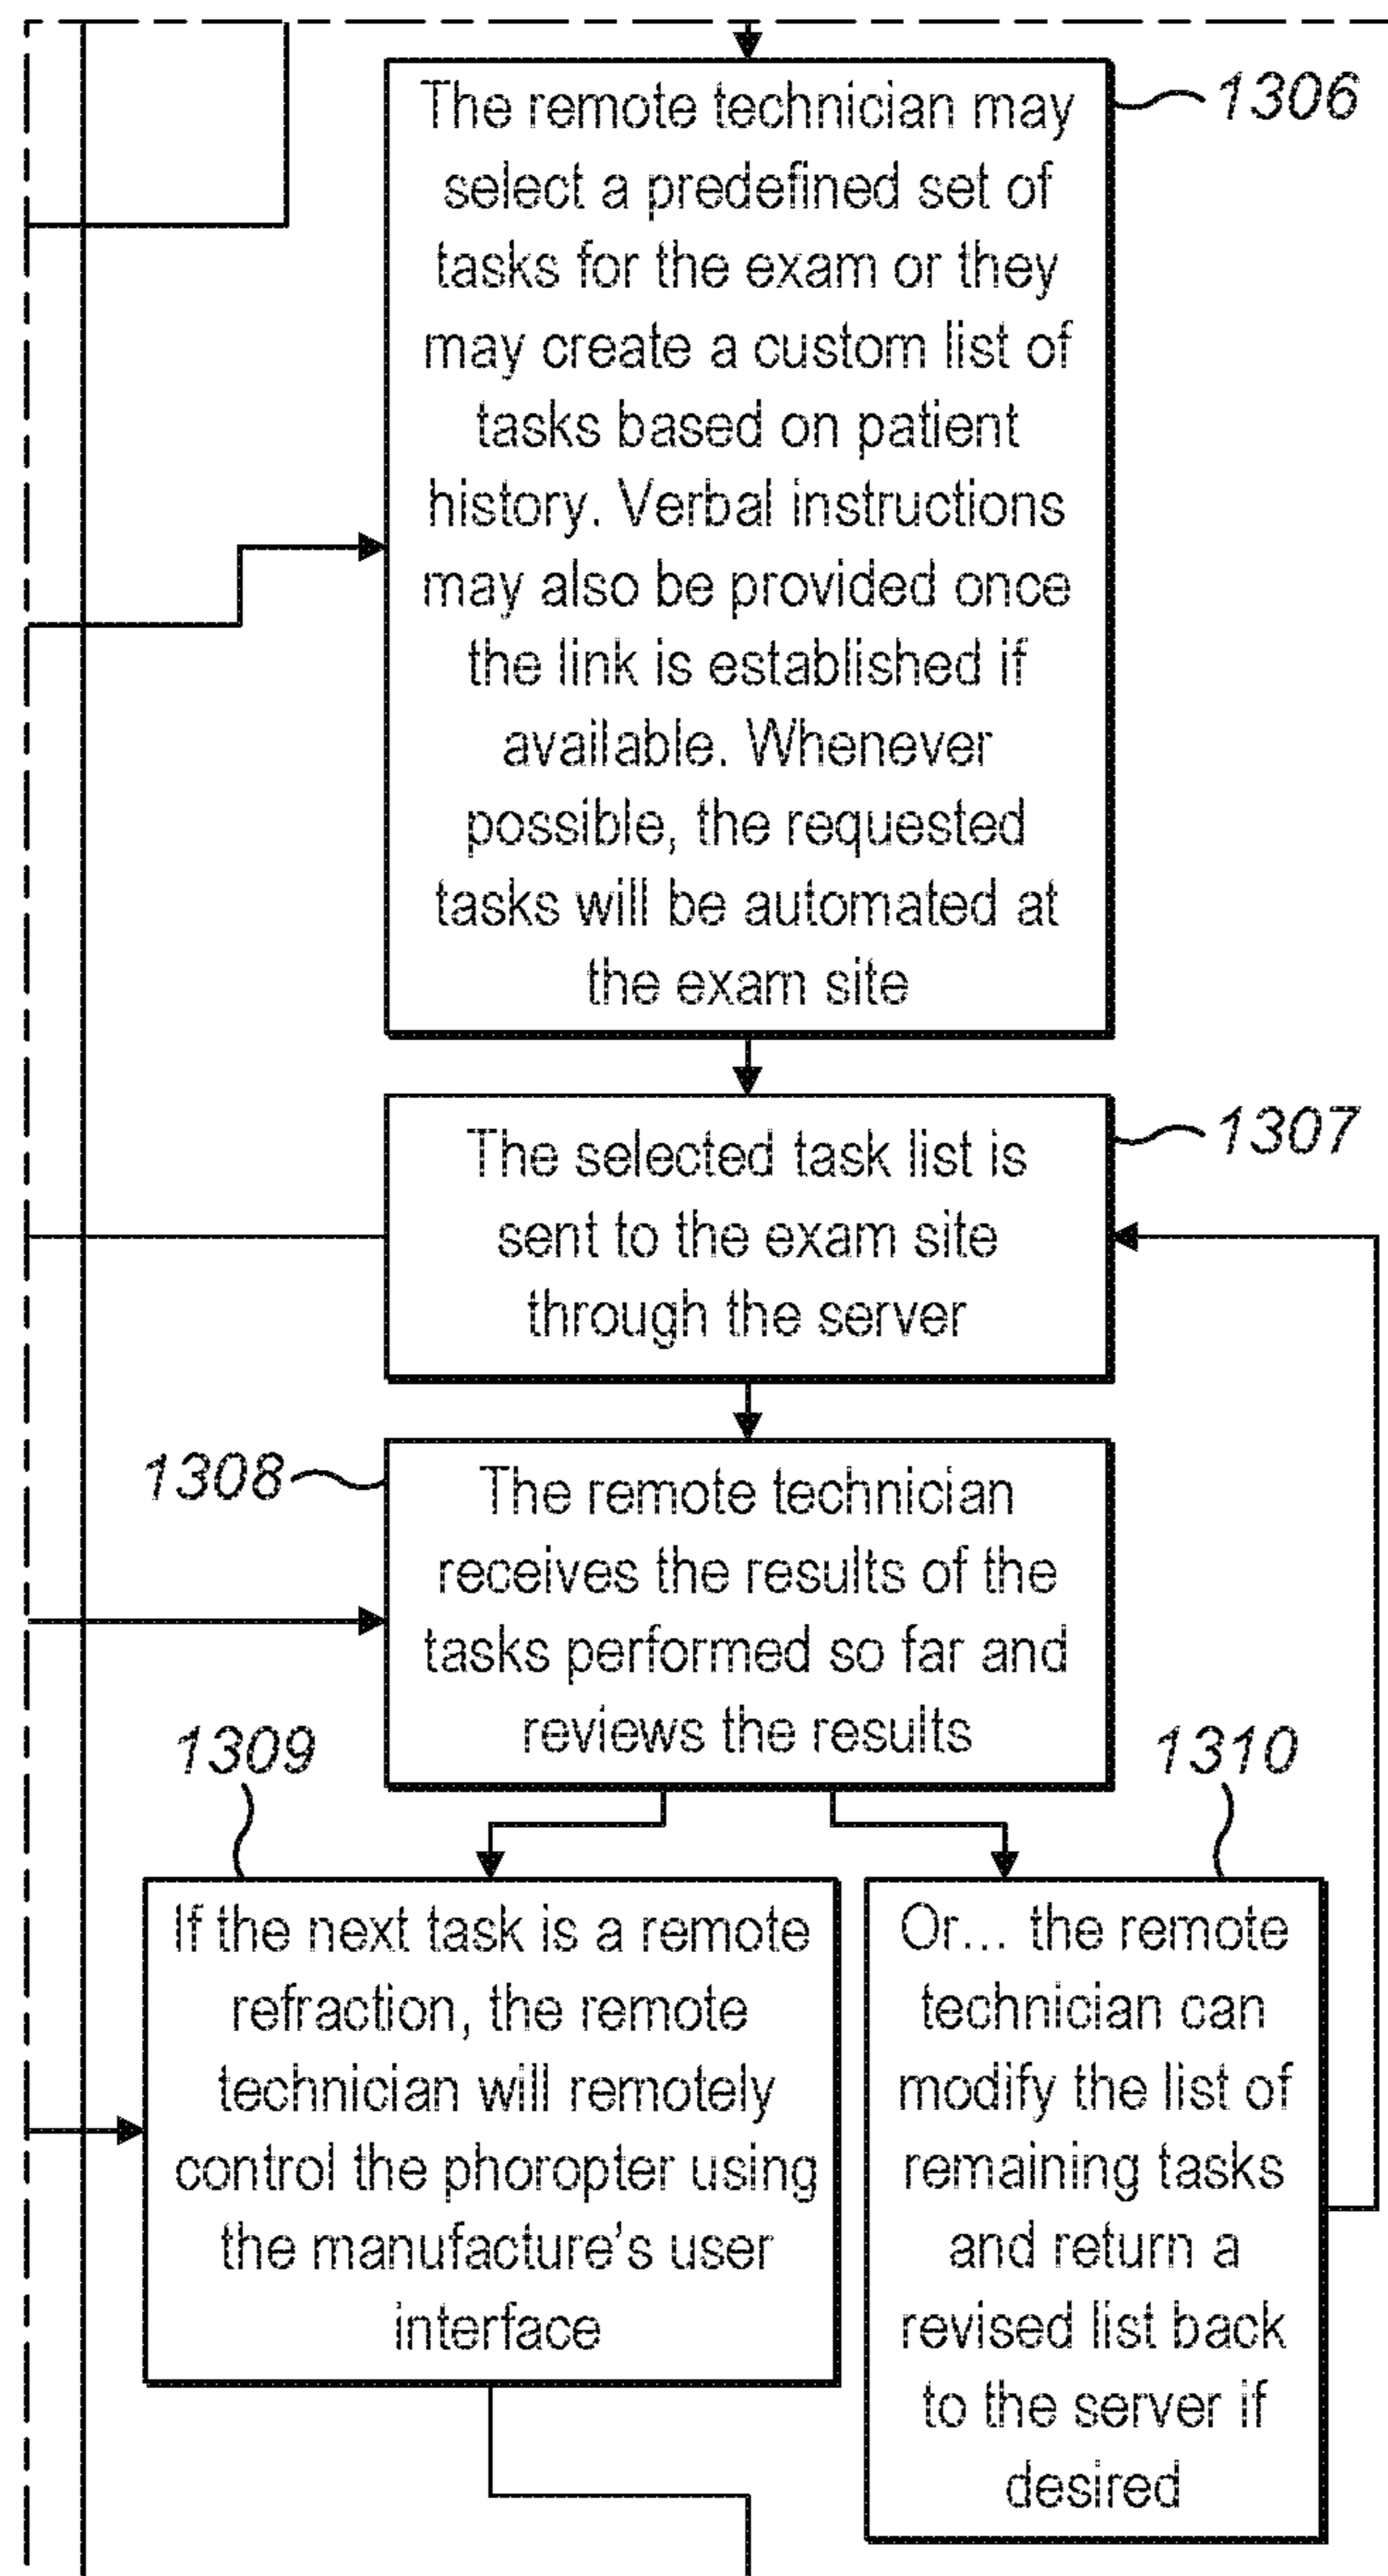 The remote technician may
select a predefined set of
tasks for the exam or they
may create a custom list of
tasks based on patient
history. Verbal instructions
may also be provided once
the link is established if
available. Whenever
possible, the requested
tasks will be automated at
the exam site
1306
The selected task list is
sent to the exam site
through the server
1307
1308
The remote technician
receives the results of the
tasks performed so far and
reviews the results
1309
If the next task is a remote
refraction, the remote
technician will remotely
control the phoropter using
the manufacture's user
interface
1310
Or... the remote
technician can
modify the list of
remaining tasks
and return a
revised list back
to the server if
desired